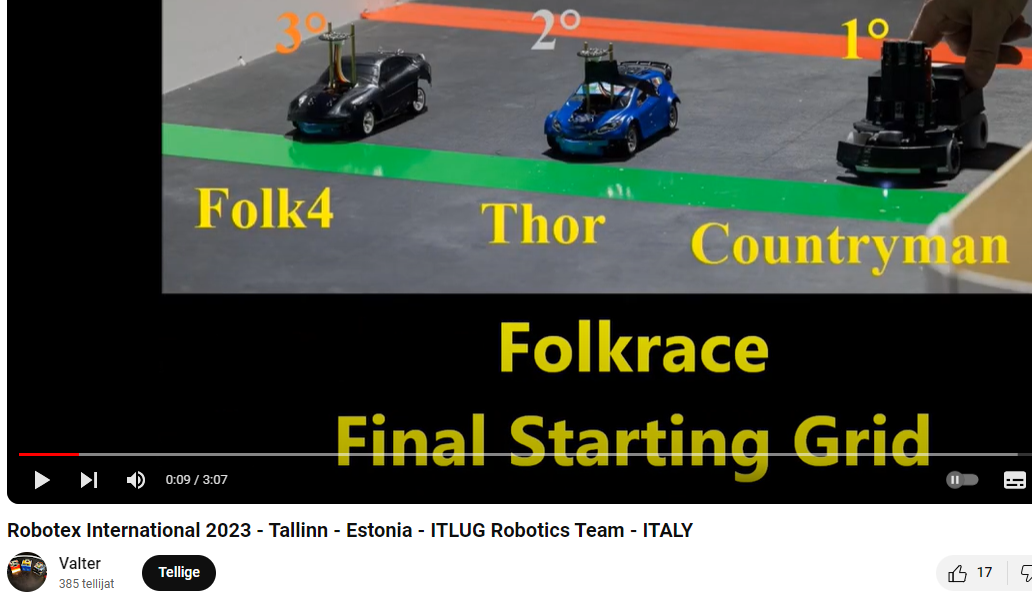 3° 2° 1°
Folk4 Thor Countryman
Folkrace
Final Starting Grid
0:09 / 3:07
Robotex International 2023 - Tallinn - Estonia - ITLUG Robotics Team - ITALY
Valter
385 tellijat
Tellige
17